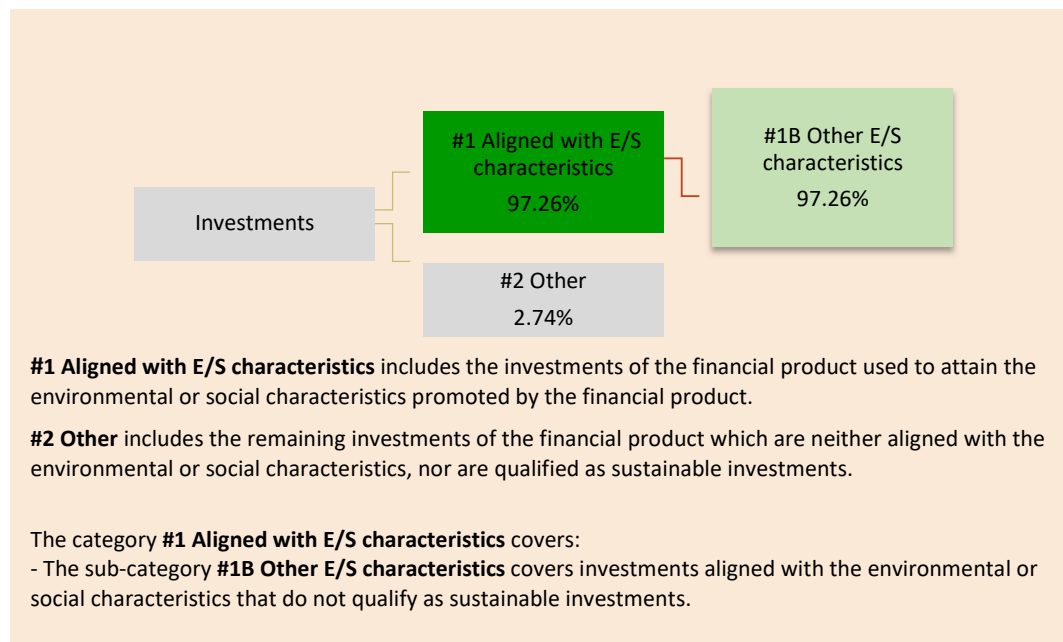 #1 Aligned with E/S
characteristics
97.26%
#1B Other E/S
characteristics
97.26%
Investments
#2 Other
2.74%
#1 Aligned with E/S characteristics includes the investments of the financial product used to attain the
environmental or social characteristics promoted by the financial product.
#2 Other includes the remaining investments of the financial product which are neither aligned with the
environmental or social characteristics, nor are qualified as sustainable investments.
The category #1 Aligned with E/S characteristics covers:
- The sub-category #1B Other E/S characteristics covers investments aligned with the environmental or
social characteristics that do not qualify as sustainable investments.